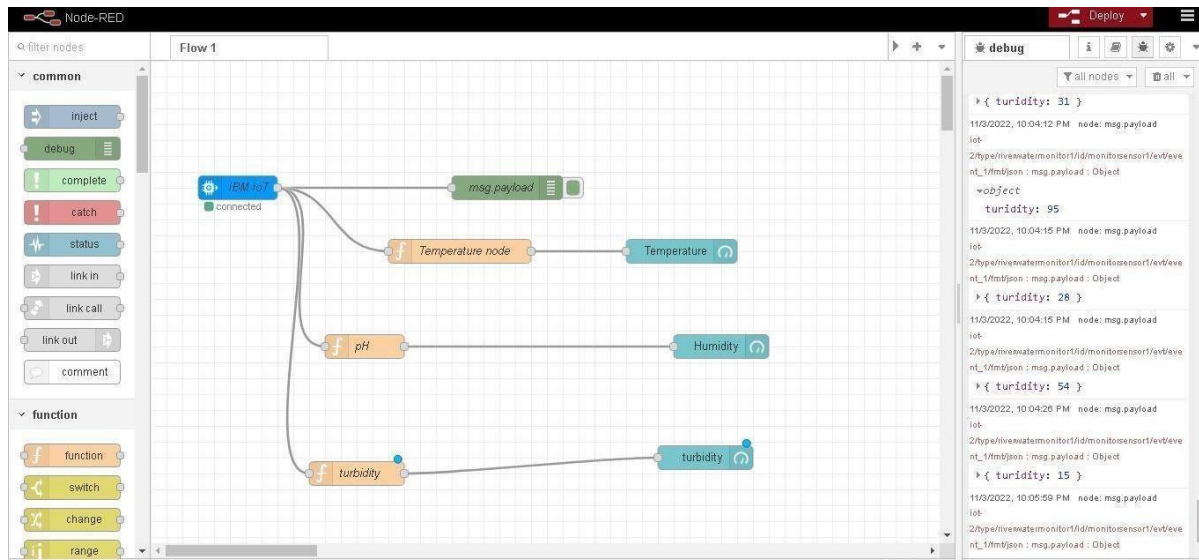 Node-RED
Deploy
filter nodes
Flow 1
debug
i
all nodes
all
common
inject
debug
complete
catch
status
link in
link call
link out
comment
function
function
switch
change
range
IBM IoT
connected
msg.payload
Temperature node
Temperature
pH
Humidity
turbidity
turbidity
{ turidity: 31 }
11/3/2022, 10:04:12 PM node: msg.payload
iot-
2/type/riverwatermonitor1/id/monitorsensor1/evt/eve
nt_1/fmt/json : msg.payload : Object
object
turidity: 95
11/3/2022, 10:04:15 PM node: msg.payload
iot-
2/type/riverwatermonitor1/id/monitorsensor1/evt/eve
nt_1/fmt/json : msg.payload : Object
{ turidity: 28 }
11/3/2022, 10:04:15 PM node: msg.payload
iot-
2/type/riverwatermonitor1/id/monitorsensor1/evt/eve
nt_1/fmt/json : msg.payload : Object
{ turidity: 54 }
11/3/2022, 10:04:26 PM node: msg.payload
iot-
2/type/riverwatermonitor1/id/monitorsensor1/evt/eve
nt_1/fmt/json : msg.payload : Object
{ turidity: 15 }
11/3/2022, 10:05:59 PM node: msg.payload
iot-
2/type/riverwatermonitor1/id/monitorsensor1/evt/eve
nt_1/fmt/json : msg.payload : Object